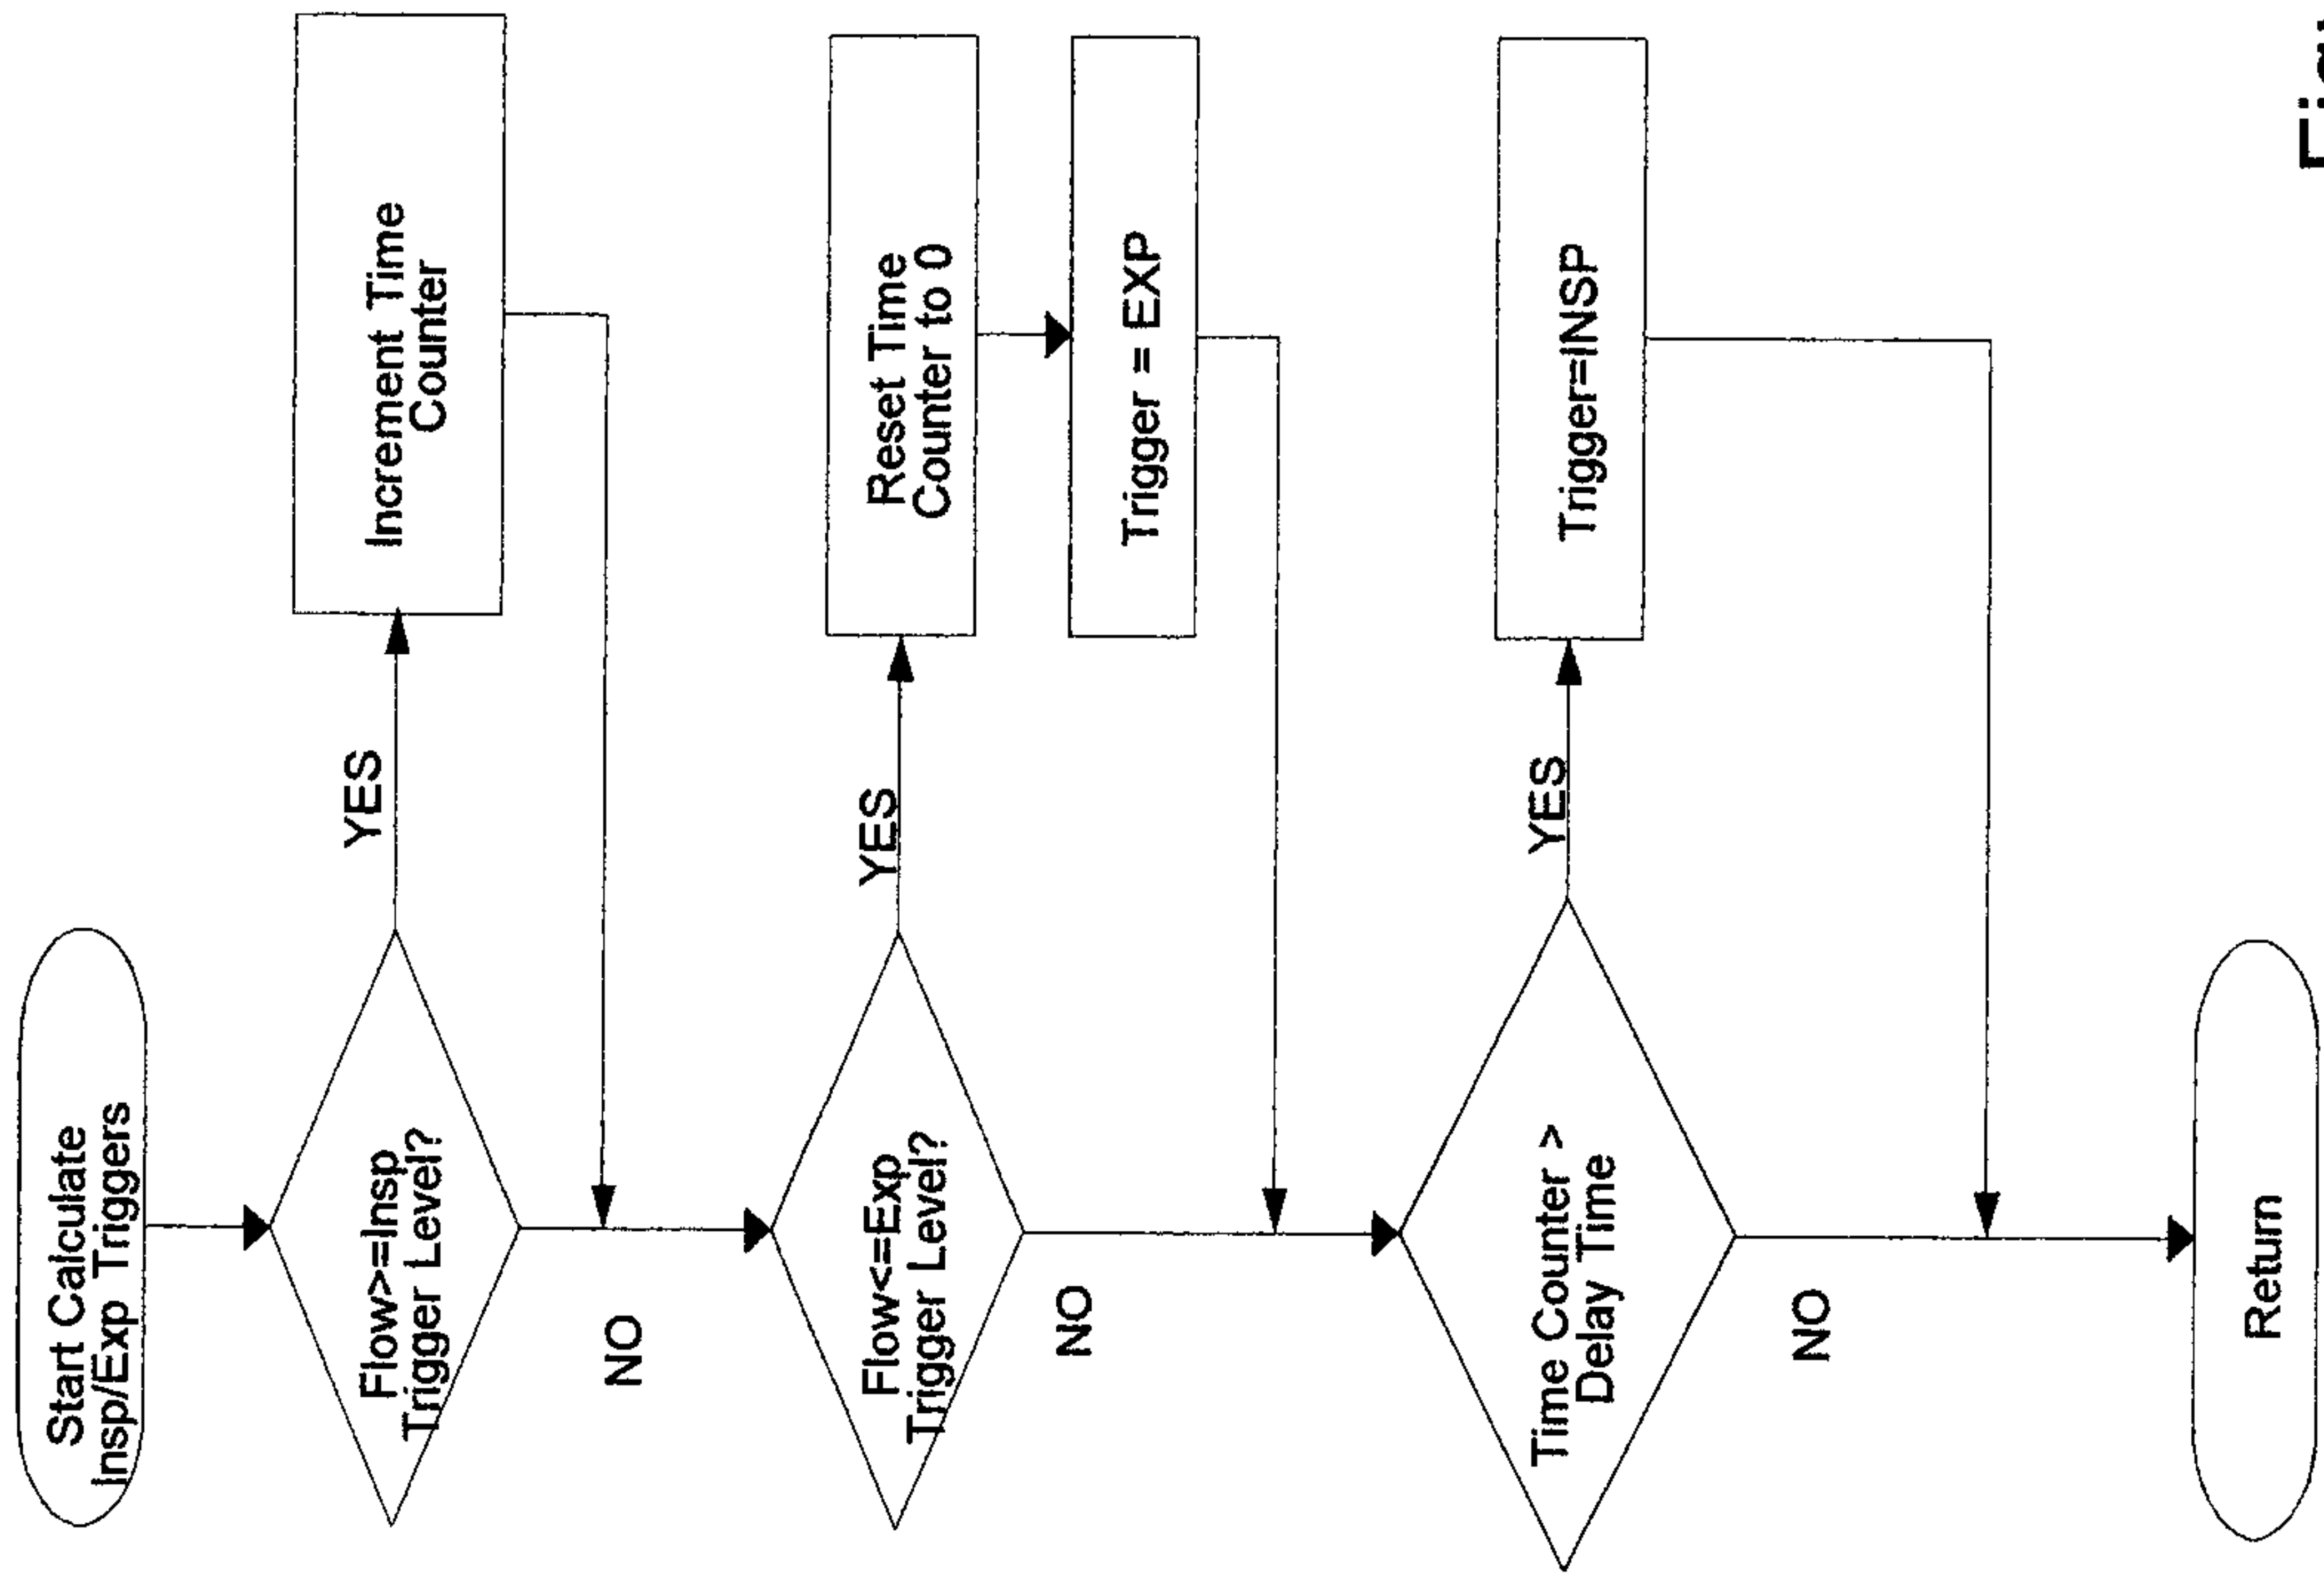 Start Calculate
Insp/Exp Triggers
Flow>=Insp
Trigger Level?
YES
Increment Time
Counter
NO
Flow<=Exp
Trigger Level?
YES
Reset Time
Counter to 0
Trigger = EXP
NO
Time Counter >
Delay Time
YES
Trigger=INSP
NO
Return